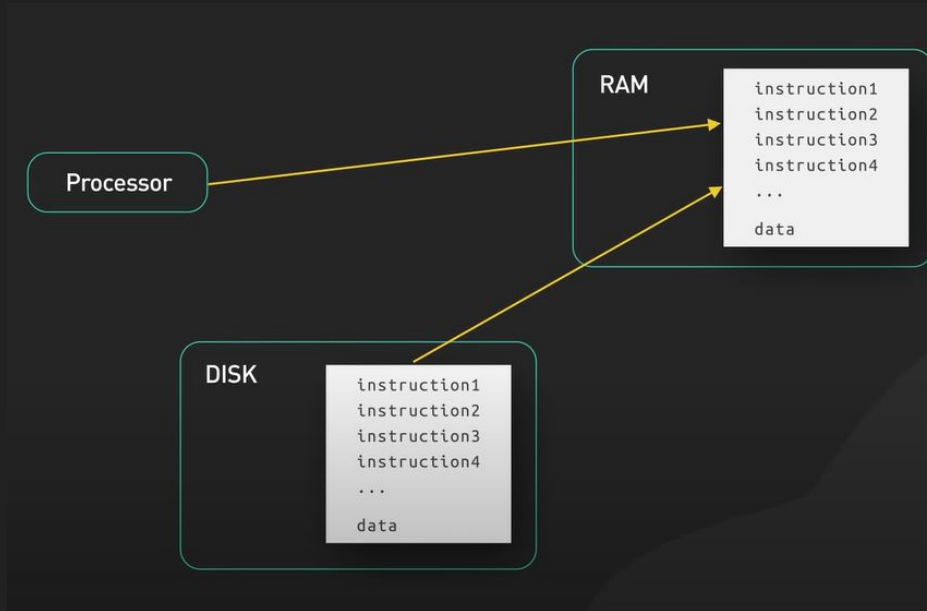 RAM
instruction1
instruction2
instruction3
instruction4
...
data
Processor
DISK
instruction1
instruction2
instruction3
instruction4
...
data